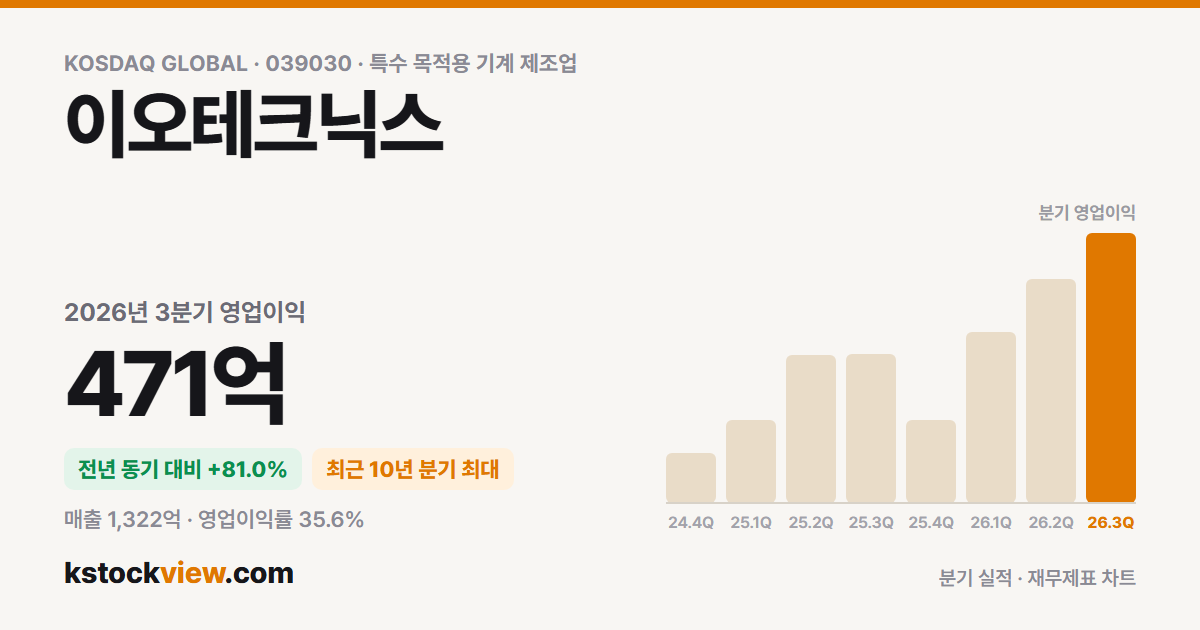 KOSDAQ GLOBAL · 039030 · 특수 목적용 기계 제조업
이오테크닉스
분기 영업이익
2026년 3분기 영업이익
471억
전년 동기 대비 +81.0%
최근 10년 분기 최대
매출 1,322억 · 영업이익률 35.6%
24.4Q 25.1Q 25.2Q 25.3Q 25.4Q 26.1Q 26.2Q 26.3Q
kstockview.com
분기 실적 · 재무제표 차트